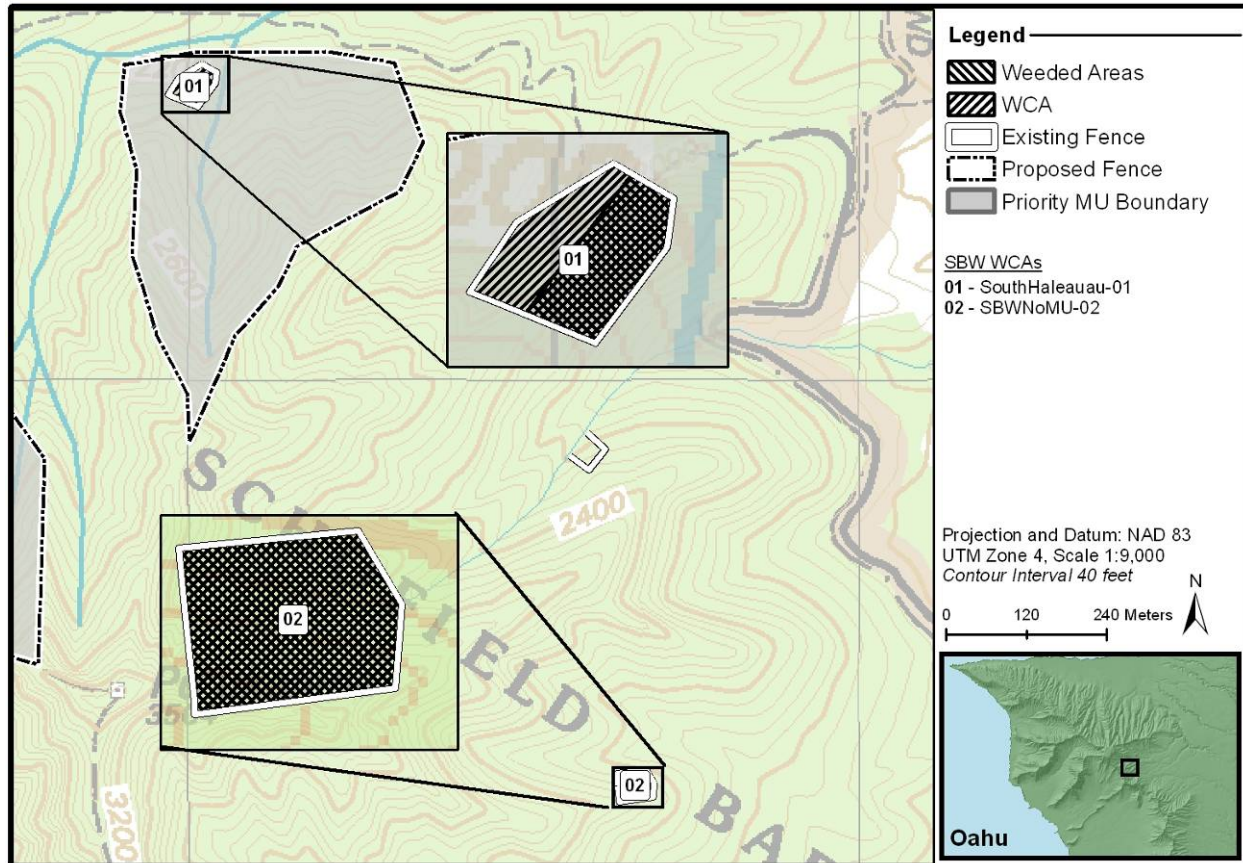 01
2600
01
SCHOFIELD
2400
02
3200
02
BAR
Legend
Weeded Areas
WCA
Existing Fence
Proposed Fence
Priority MU Boundary
SBW WCAs
01 - SouthHaleauau-01
02 - SBWNoMU-02
Projection and Datum: NAD 83
UTM Zone 4, Scale 1:9,000
Contour Interval 40 feet
N
0 120 240 Meters
Oahu